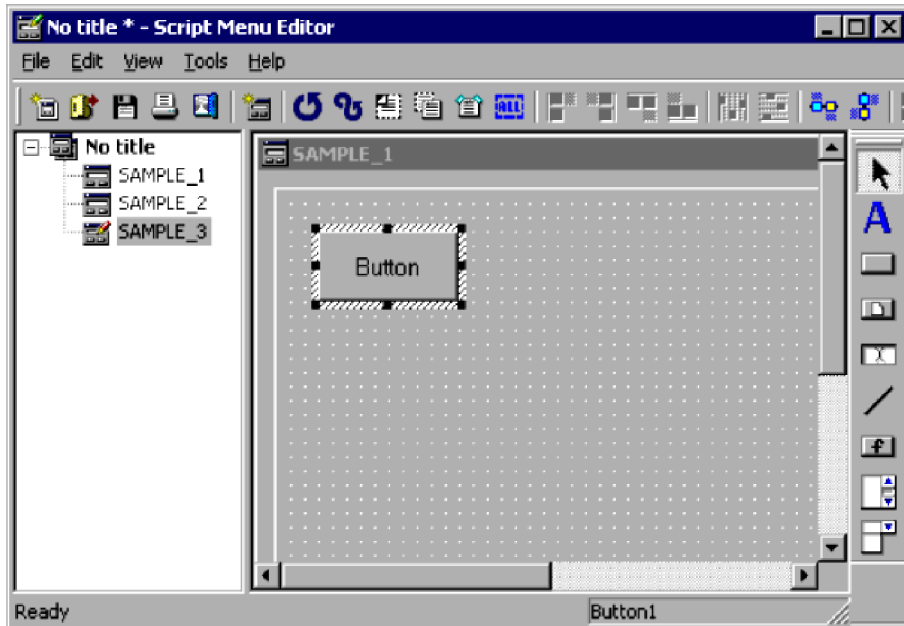 No title * - Script Menu Editor
File Edit View Tools Help
ALL
No title
SAMPLE_1
SAMPLE_2
SAMPLE_3
SAMPLE_1
Button
A
f
Ready
Button1